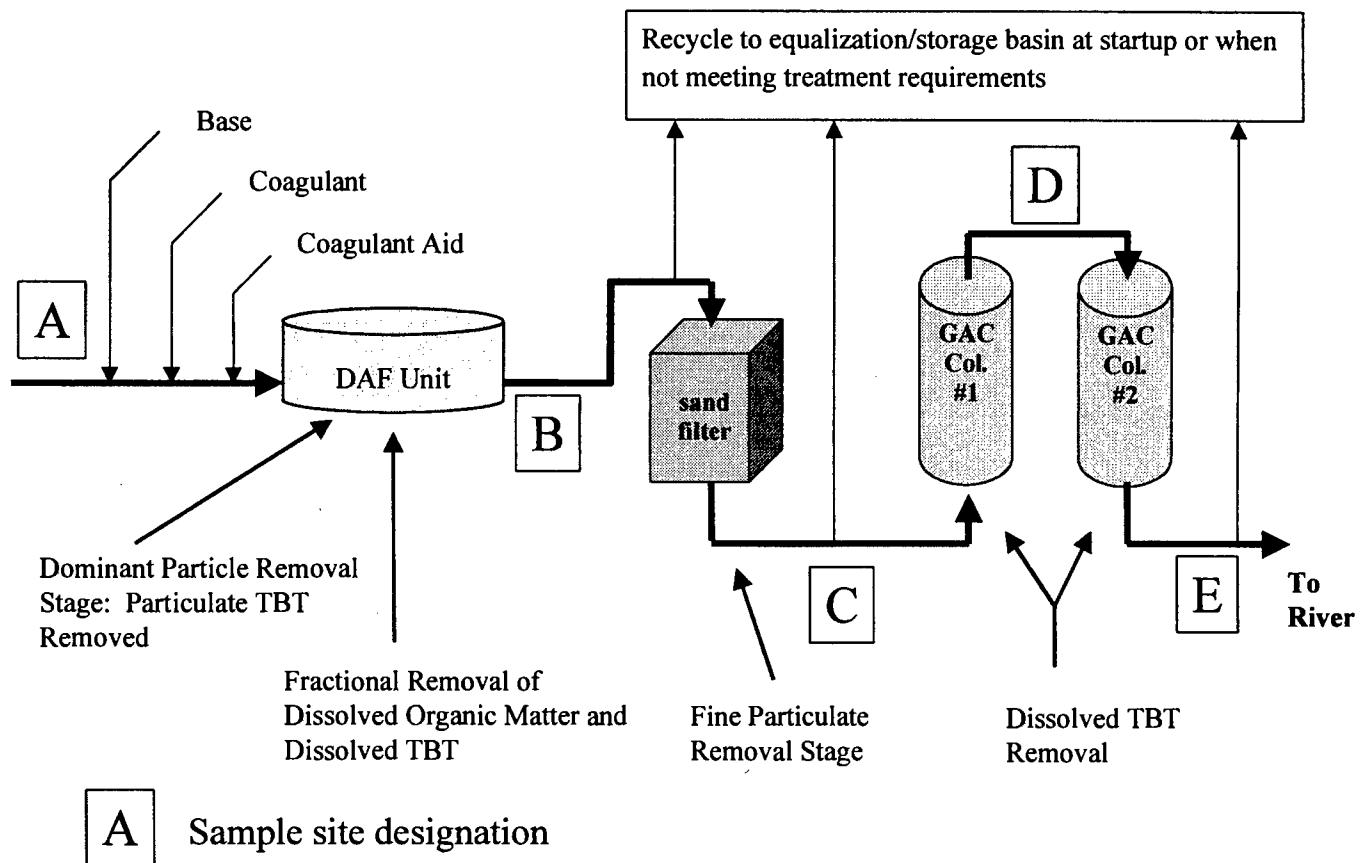 Recycle to equalization/storage basin at startup or when
not meeting treatment requirements
Base
Coagulant
Coagulant Aid
A
DAF Unit
B
sand
filter
C
D
GAC
Col.
#1
GAC
Col.
#2
E
To
River
Dominant Particle Removal
Stage: Particulate TBT
Removed
Fractional Removal of
Dissolved Organic Matter and
Dissolved TBT
Fine Particulate
Removal Stage
Dissolved TBT
Removal
A
Sample site designation